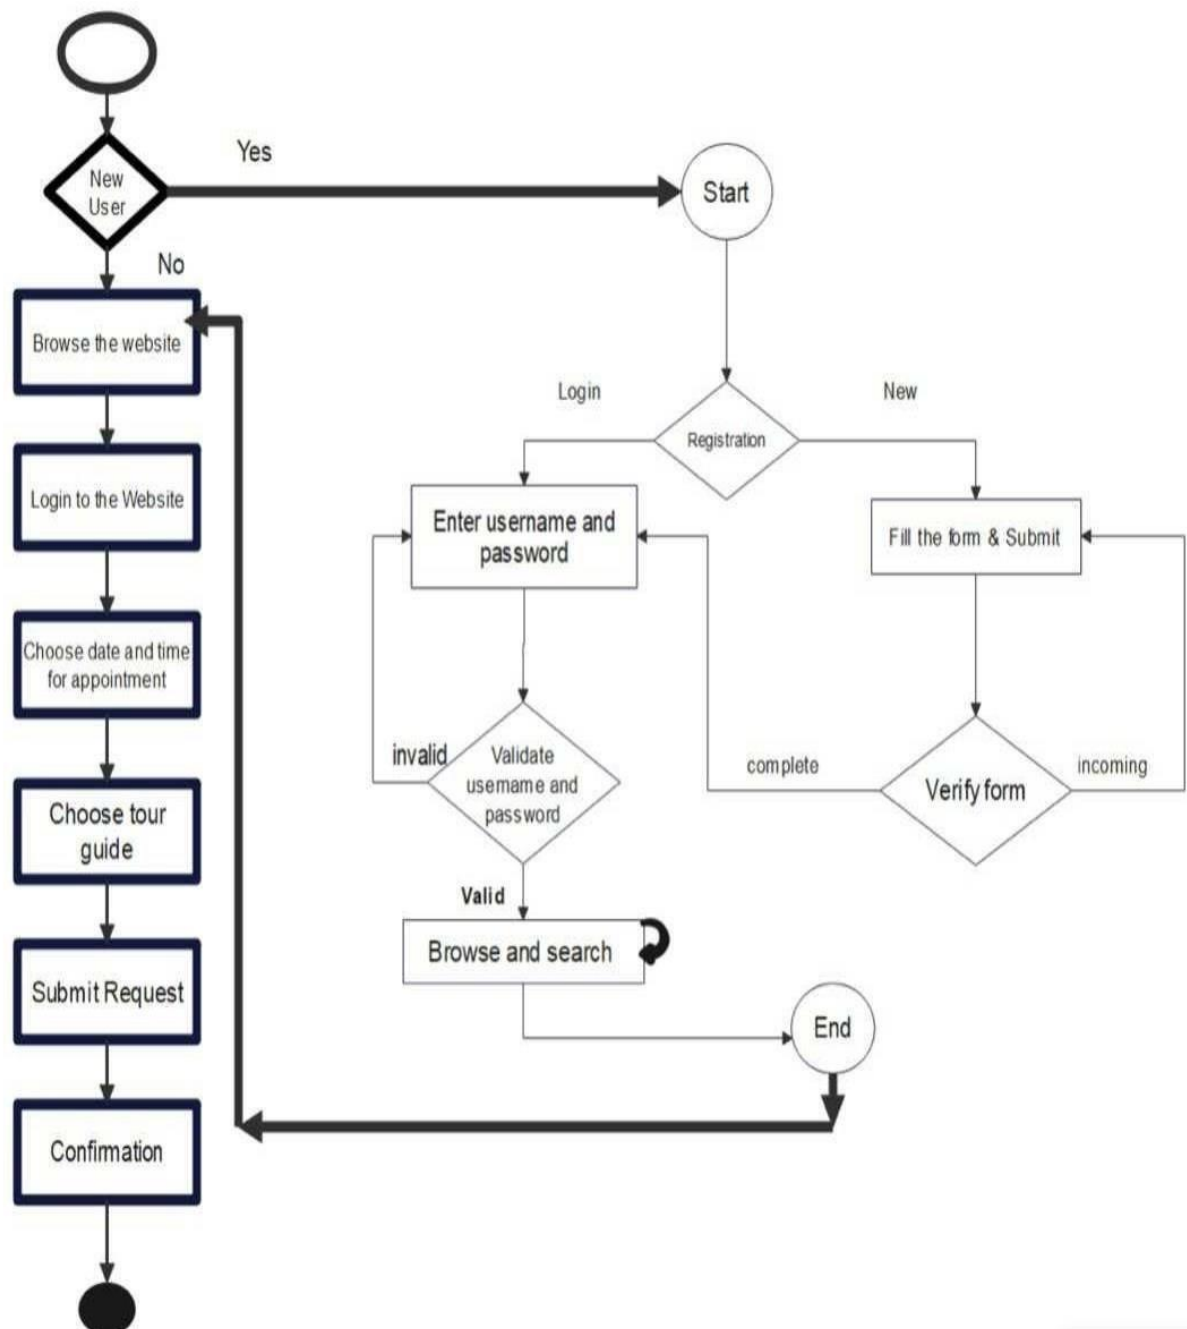 Yes
New
User
Start
No
Browse the website
Login
New
Registration
Login to the Website
Enter username and
password
Fill the form & Submit
Choose date and time
for appointment
invalid
Validate
username and
password
complete
Verify form
incoming
Choose tour
guide
Valid
Browse and search
Submit Request
End
Confirmation